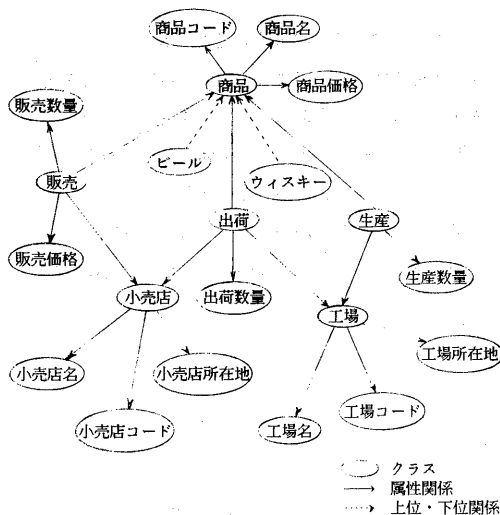 商品コード
商品名
商品
商品価格
販売数量
ビール
ウィスキー
販売
出荷
生産
販売価格
生産数量
小売店
出荷数量
工場
工場所在地
小売店名
小売店所在地
工場コード
小売店コード
工場名
クラス
属性関係
上位・下位関係